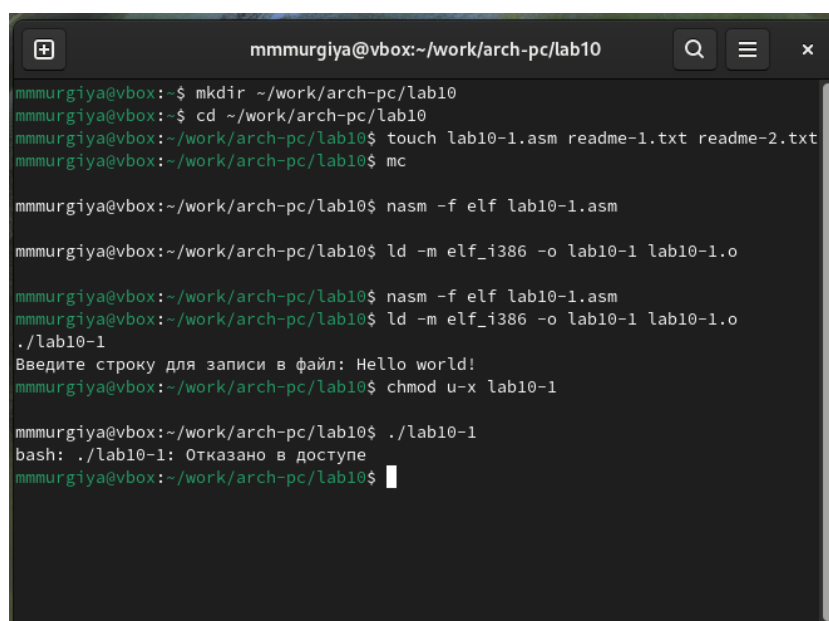 mmmurgiya@vbox:~/work/arch-pc/lab10
mmmurgiya@vbox:~$ mkdir ~/work/arch-pc/lab10
mmmurgiya@vbox:~$ cd ~/work/arch-pc/lab10
mmmurgiya@vbox:~/work/arch-pc/lab10$ touch lab10-1.asm readme-1.txt readme-2.txt
mmmurgiya@vbox:~/work/arch-pc/lab10$ mc
mmmurgiya@vbox:~/work/arch-pc/lab10$ nasm -f elf lab10-1.asm
mmmurgiya@vbox:~/work/arch-pc/lab10$ ld -m elf_i386 -o lab10-1 lab10-1.o
mmmurgiya@vbox:~/work/arch-pc/lab10$ nasm -f elf lab10-1.asm
mmmurgiya@vbox:~/work/arch-pc/lab10$ ld -m elf_i386 -o lab10-1 lab10-1.o
./lab10-1
Введите строку для записи в файл: Hello world!
mmmurgiya@vbox:~/work/arch-pc/lab10$ chmod u-x lab10-1
mmmurgiya@vbox:~/work/arch-pc/lab10$ ./lab10-1
bash: ./lab10-1: Отказано в доступе
mmmurgiya@vbox:~/work/arch-pc/lab10$